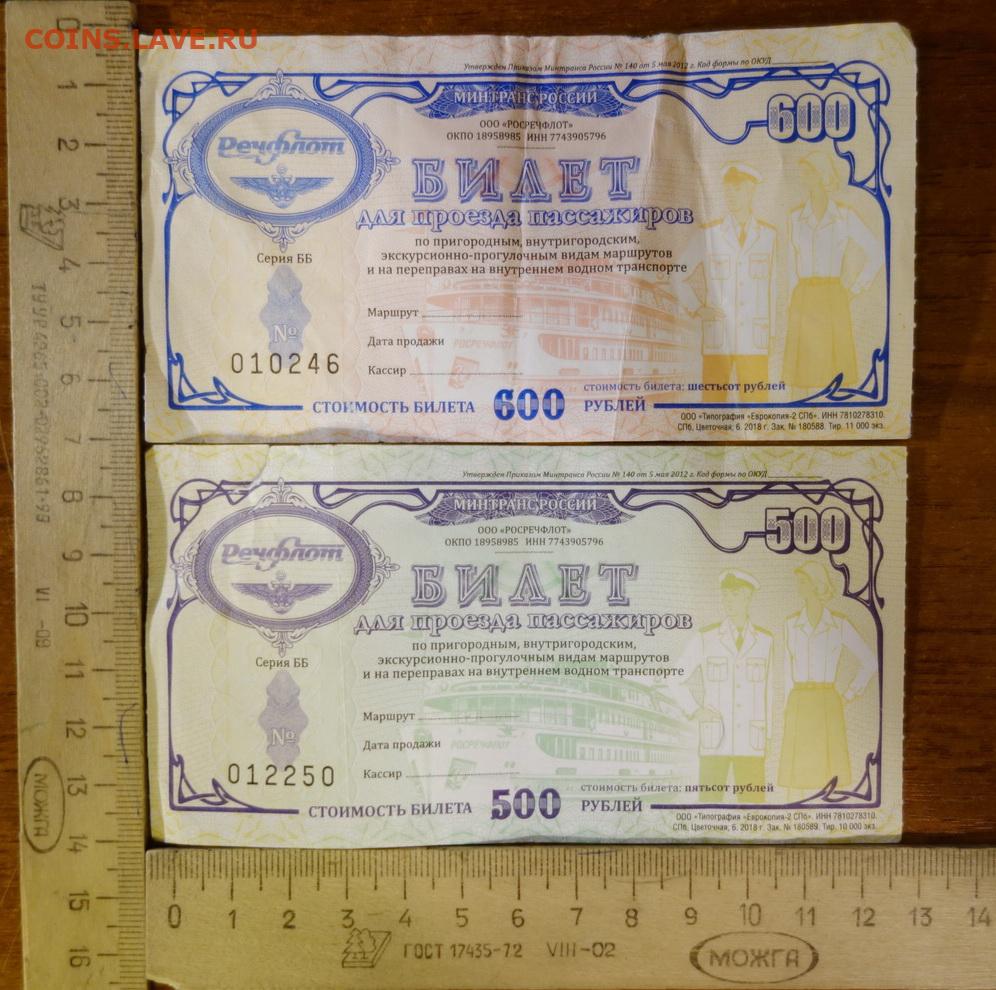 COINS.LAVE.RU
Утвержден Приказом Минтранса России № 140 от 5 мая 2012 г. Код формы по ОКУД
МИНТРАНС РОССИИ
600
ООО «РОСРЕЧФЛОТ»
ОКПО 18958985 ИНН 7743905796
Речфлот
БИЛЕТ
для проезда пассажиров
по пригородным, внутригородским,
экскурсионно-прогулочным видам маршрутов
и на переправах на внутреннем водном транспорте
Серия ББ
Маршрут
№
Дата продажи
РОСРЕЧФЛОТ
010246
Кассир
стоимость билета: шестьсот рублей
СТОИМОСТЬ БИЛЕТА 600 РУБЛЕЙ
ООО «Типография «Еврокопия-2 СПб». ИНН 7810278310.
СПб, Цветочная, 6. 2018 г. Зак. № 180588. Тир. 11 000 экз.
Утвержден Приказом Минтранса России № 140 от 5 мая 2012 г. Код формы по ОКУД
МИНТРАНС РОССИИ
500
ООО «РОСРЕЧФЛОТ»
ОКПО 18958985 ИНН 7743905796
Речфлот
БИЛЕТ
для проезда пассажиров
по пригородным, внутригородским,
экскурсионно-прогулочным видам маршрутов
и на переправах на внутреннем водном транспорте
Серия ББ
Маршрут
№
Дата продажи
РОСРЕЧФЛОТ
012250
Кассир
стоимость билета: пятьсот рублей
СТОИМОСТЬ БИЛЕТА 500 РУБЛЕЙ
ООО «Типография «Еврокопия-2 СПб». ИНН 7810278310.
СПб, Цветочная, 6. 2018 г. Зак. № 180589. Тир. 10 000 экз.
0 1 2 3 4 5 6 7 8 9 10 11 12 13 14 15 16
VI -09
МОЖГА
0 1 2 3 4 5 6 7 8 9 10 11 12 13 14
ГОСТ 17435-72 VIII-02
МОЖГА